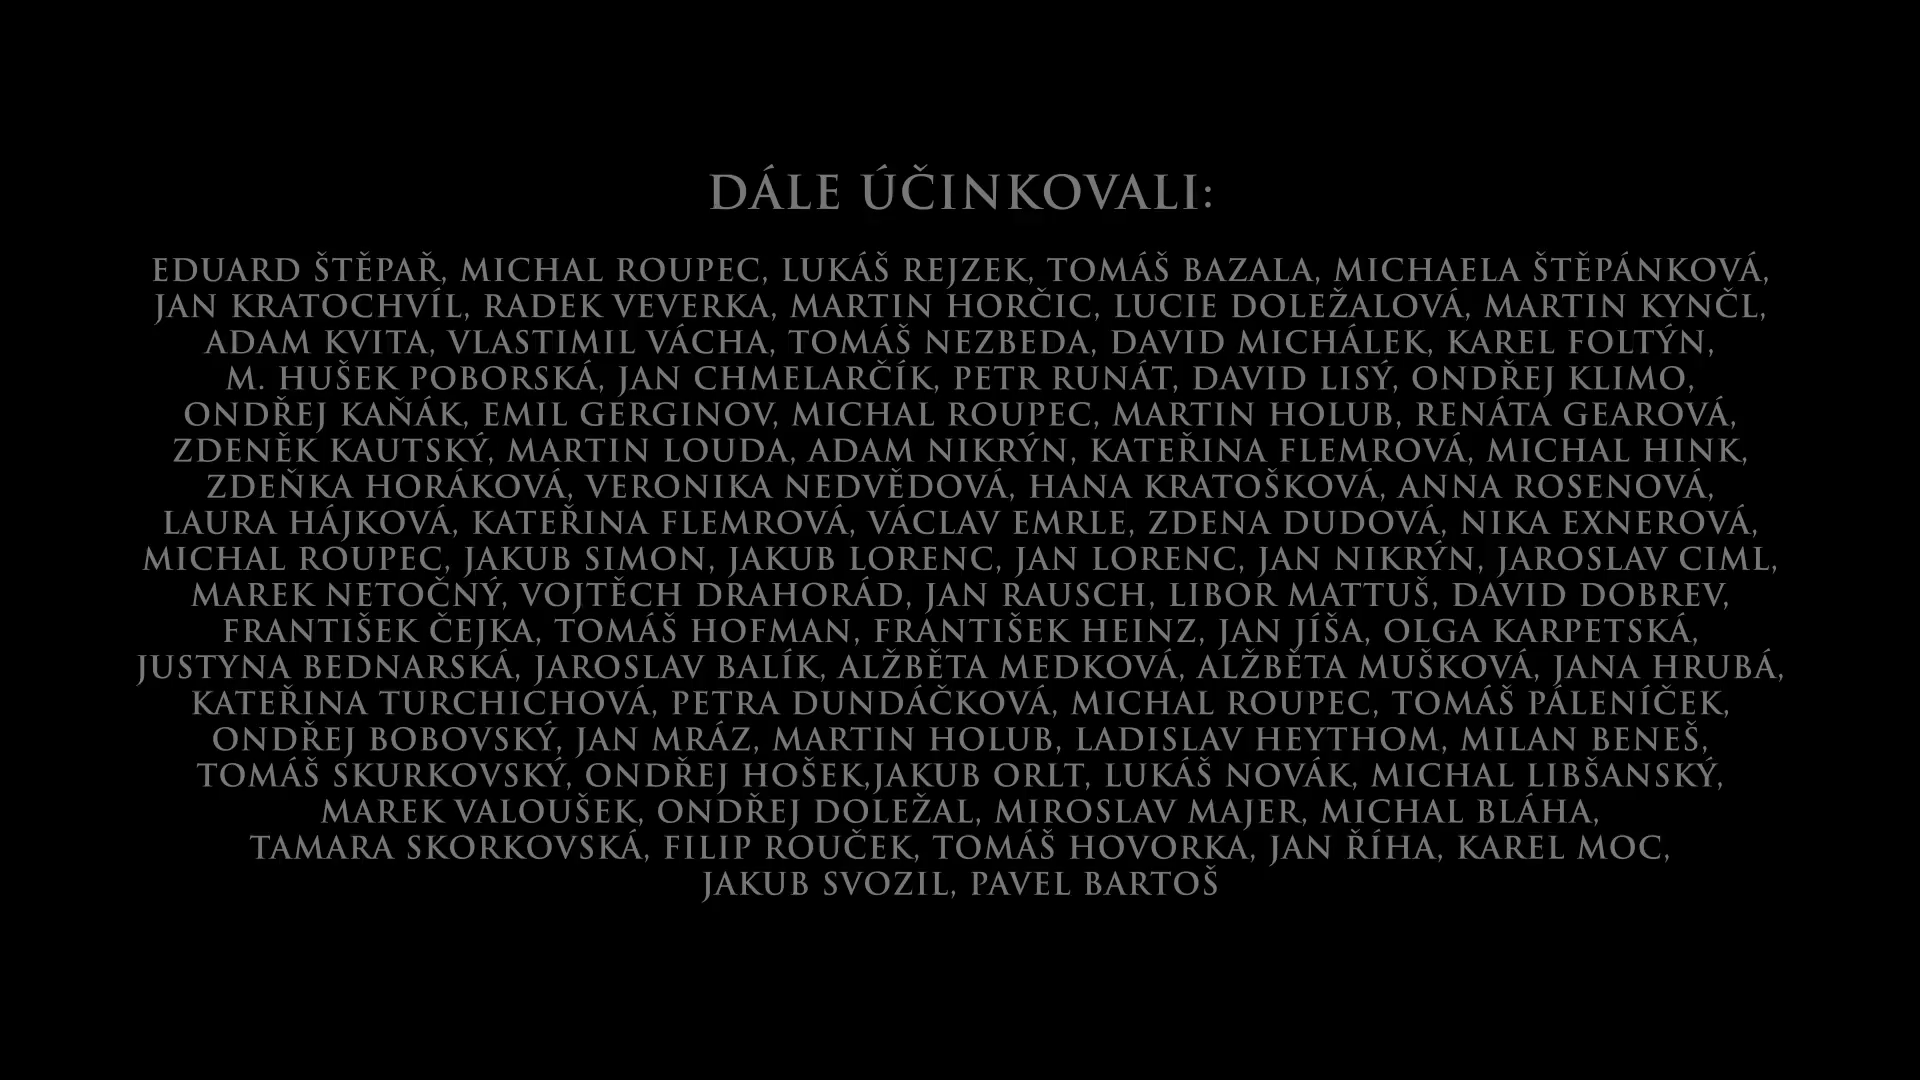 DÁLE ÚČINKOVALI:
EDUARD ŠTĚPAŘ, MICHAL ROUPEC, LUKÁŠ REJZEK, TOMÁŠ BAZALA, MICHAELA ŠTĚPÁNKOVÁ,
JAN KRATOCHVÍL, RADEK VEVERKA, MARTIN HORČIC, LUCIE DOLEŽALOVÁ, MARTIN KYNČL,
ADAM KVITA, VLASTIMIL VÁCHA, TOMÁŠ NEZBEDA, DAVID MICHÁLEK, KAREL FOLTÝN,
M. HUŠEK POBORSKÁ, JAN CHMELARČÍK, PETR RUNÁT, DAVID LISÝ, ONDŘEJ KLIMO,
ONDŘEJ KAŇÁK, EMIL GERGINOV, MICHAL ROUPEC, MARTIN HOLUB, RENÁTA GEAROVÁ,
ZDENĚK KAUTSKÝ, MARTIN LOUDA, ADAM NIKRÝN, KATEŘINA FLEMROVÁ, MICHAL HINK,
ZDEŇKA HORÁKOVÁ, VERONIKA NEDVĚDOVÁ, HANA KRATOŠKOVÁ, ANNA ROSENOVÁ,
LAURA HÁJKOVÁ, KATEŘINA FLEMROVÁ, VÁCLAV EMRLE, ZDENA DUDOVÁ, NIKA EXNEROVÁ,
MICHAL ROUPEC, JAKUB SIMON, JAKUB LORENC, JAN LORENC, JAN NIKRÝN, JAROSLAV CIML,
MAREK NETOČNÝ, VOJTĚCH DRAHORÁD, JAN RAUSCH, LIBOR MATTUŠ, DAVID DOBREV,
FRANTIŠEK ČEJKA, TOMÁŠ HOFMAN, FRANTIŠEK HEINZ, JAN JÍŠA, OLGA KARPETSKÁ,
JUSTYNA BEDNARSKÁ, JAROSLAV BALÍK, ALŽBĚTA MEDKOVÁ, ALŽBĚTA MUŠKOVÁ, JANA HRUBÁ,
KATEŘINA TURCHICHOVÁ, PETRA DUNDÁČKOVÁ, MICHAL ROUPEC, TOMÁŠ PÁLENÍČEK,
ONDŘEJ BOBOVSKÝ, JAN MRÁZ, MARTIN HOLUB, LADISLAV HEYTHOM, MILAN BENEŠ,
TOMÁŠ SKURKOVSKÝ, ONDŘEJ HOŠEK,JAKUB ORLT, LUKÁŠ NOVÁK, MICHAL LIBŠANSKÝ,
MAREK VALOUŠEK, ONDŘEJ DOLEŽAL, MIROSLAV MAJER, MICHAL BLÁHA,
TAMARA SKORKOVSKÁ, FILIP ROUČEK, TOMÁŠ HOVORKA, JAN ŘÍHA, KAREL MOC,
JAKUB SVOZIL, PAVEL BARTOŠ